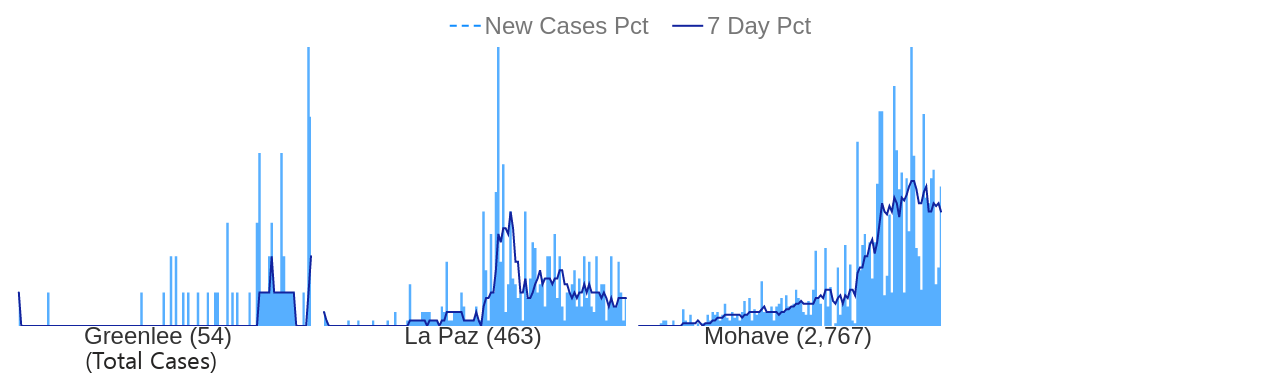 New Cases Pct 7 Day Pct
Greenlee (54) La Paz (463) Mohave (2,767)
(Total Cases)